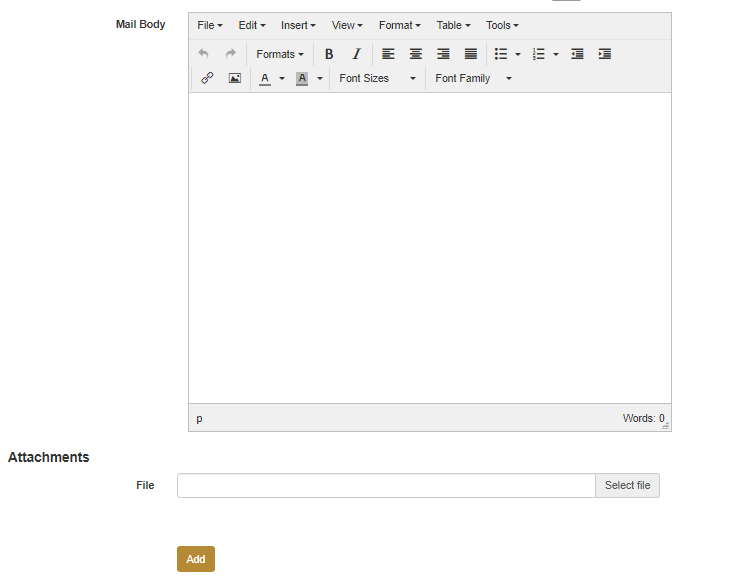 Mail Body
File Edit Insert View Format Table Tools
Formats B I
A A Font Sizes Font Family
p Words: 0
Attachments
File Select file
Add